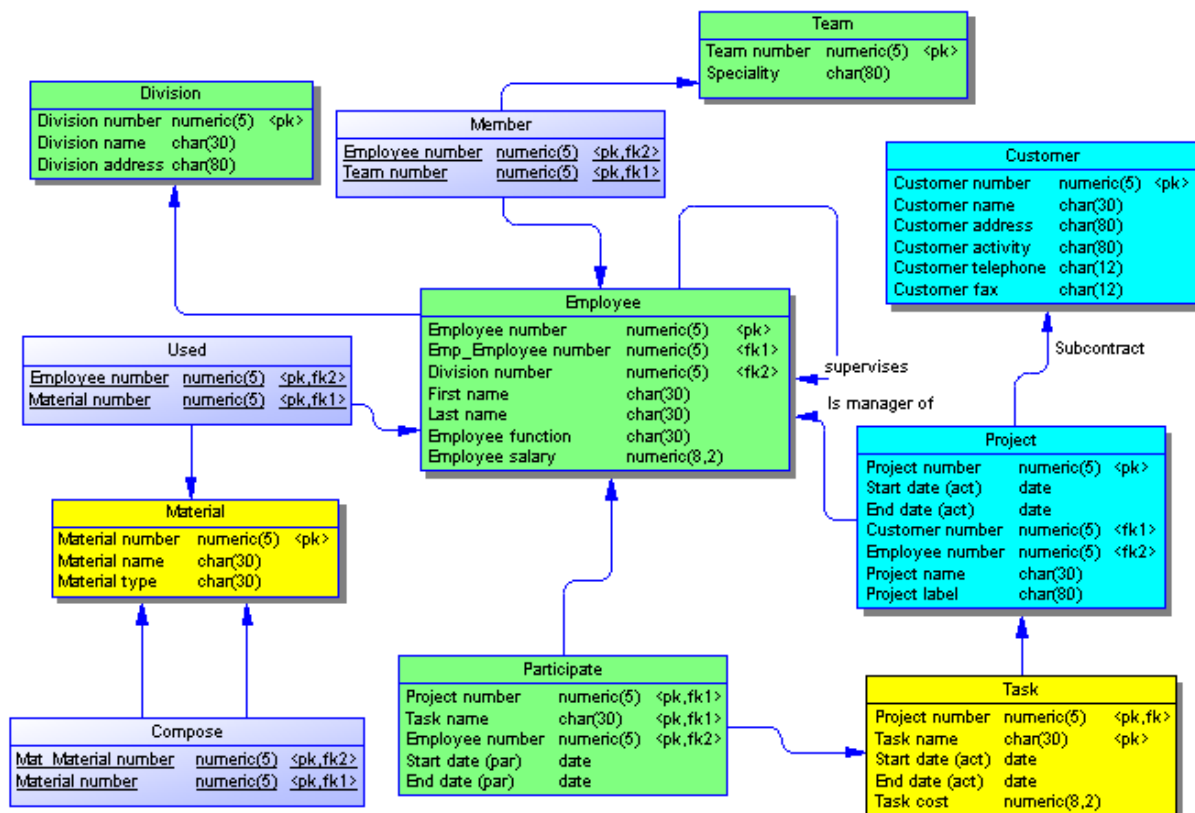 Team
Team number numeric(5) <pk>
Speciality char(80)
Division
Division number numeric(5) <pk>
Division name char(30)
Division address char(80)
Member
Employee number numeric(5) <pk,fk2>
Team number numeric(5) <pk,fk1>
Customer
Customer number numeric(5) <pk>
Customer name char(30)
Customer address char(80)
Customer activity char(80)
Customer telephone char(12)
Customer fax char(12)
Employee
Employee number numeric(5) <pk>
Emp_Employee number numeric(5) <fk1>
Division number numeric(5) <fk2>
First name char(30)
Last name char(30)
Employee function char(30)
Employee salary numeric(8,2)
supervises
Is manager of
Subcontract
Used
Employee number numeric(5) <pk,fk2>
Material number numeric(5) <pk,fk1>
Project
Project number numeric(5) <pk>
Start date (act) date
End date (act) date
Customer number numeric(5) <fk1>
Employee number numeric(5) <fk2>
Project name char(30)
Project label char(80)
Material
Material number numeric(5) <pk>
Material name char(30)
Material type char(30)
Participate
Project number numeric(5) <pk,fk1>
Task name char(30) <pk,fk1>
Employee number numeric(5) <pk,fk2>
Start date (par) date
End date (par) date
Task
Project number numeric(5) <pk,fk>
Task name char(30) <pk>
Start date (act) date
End date (act) date
Task cost numeric(8,2)
Compose
Mat_Material number numeric(5) <pk,fk2>
Material number numeric(5) <pk,fk1>